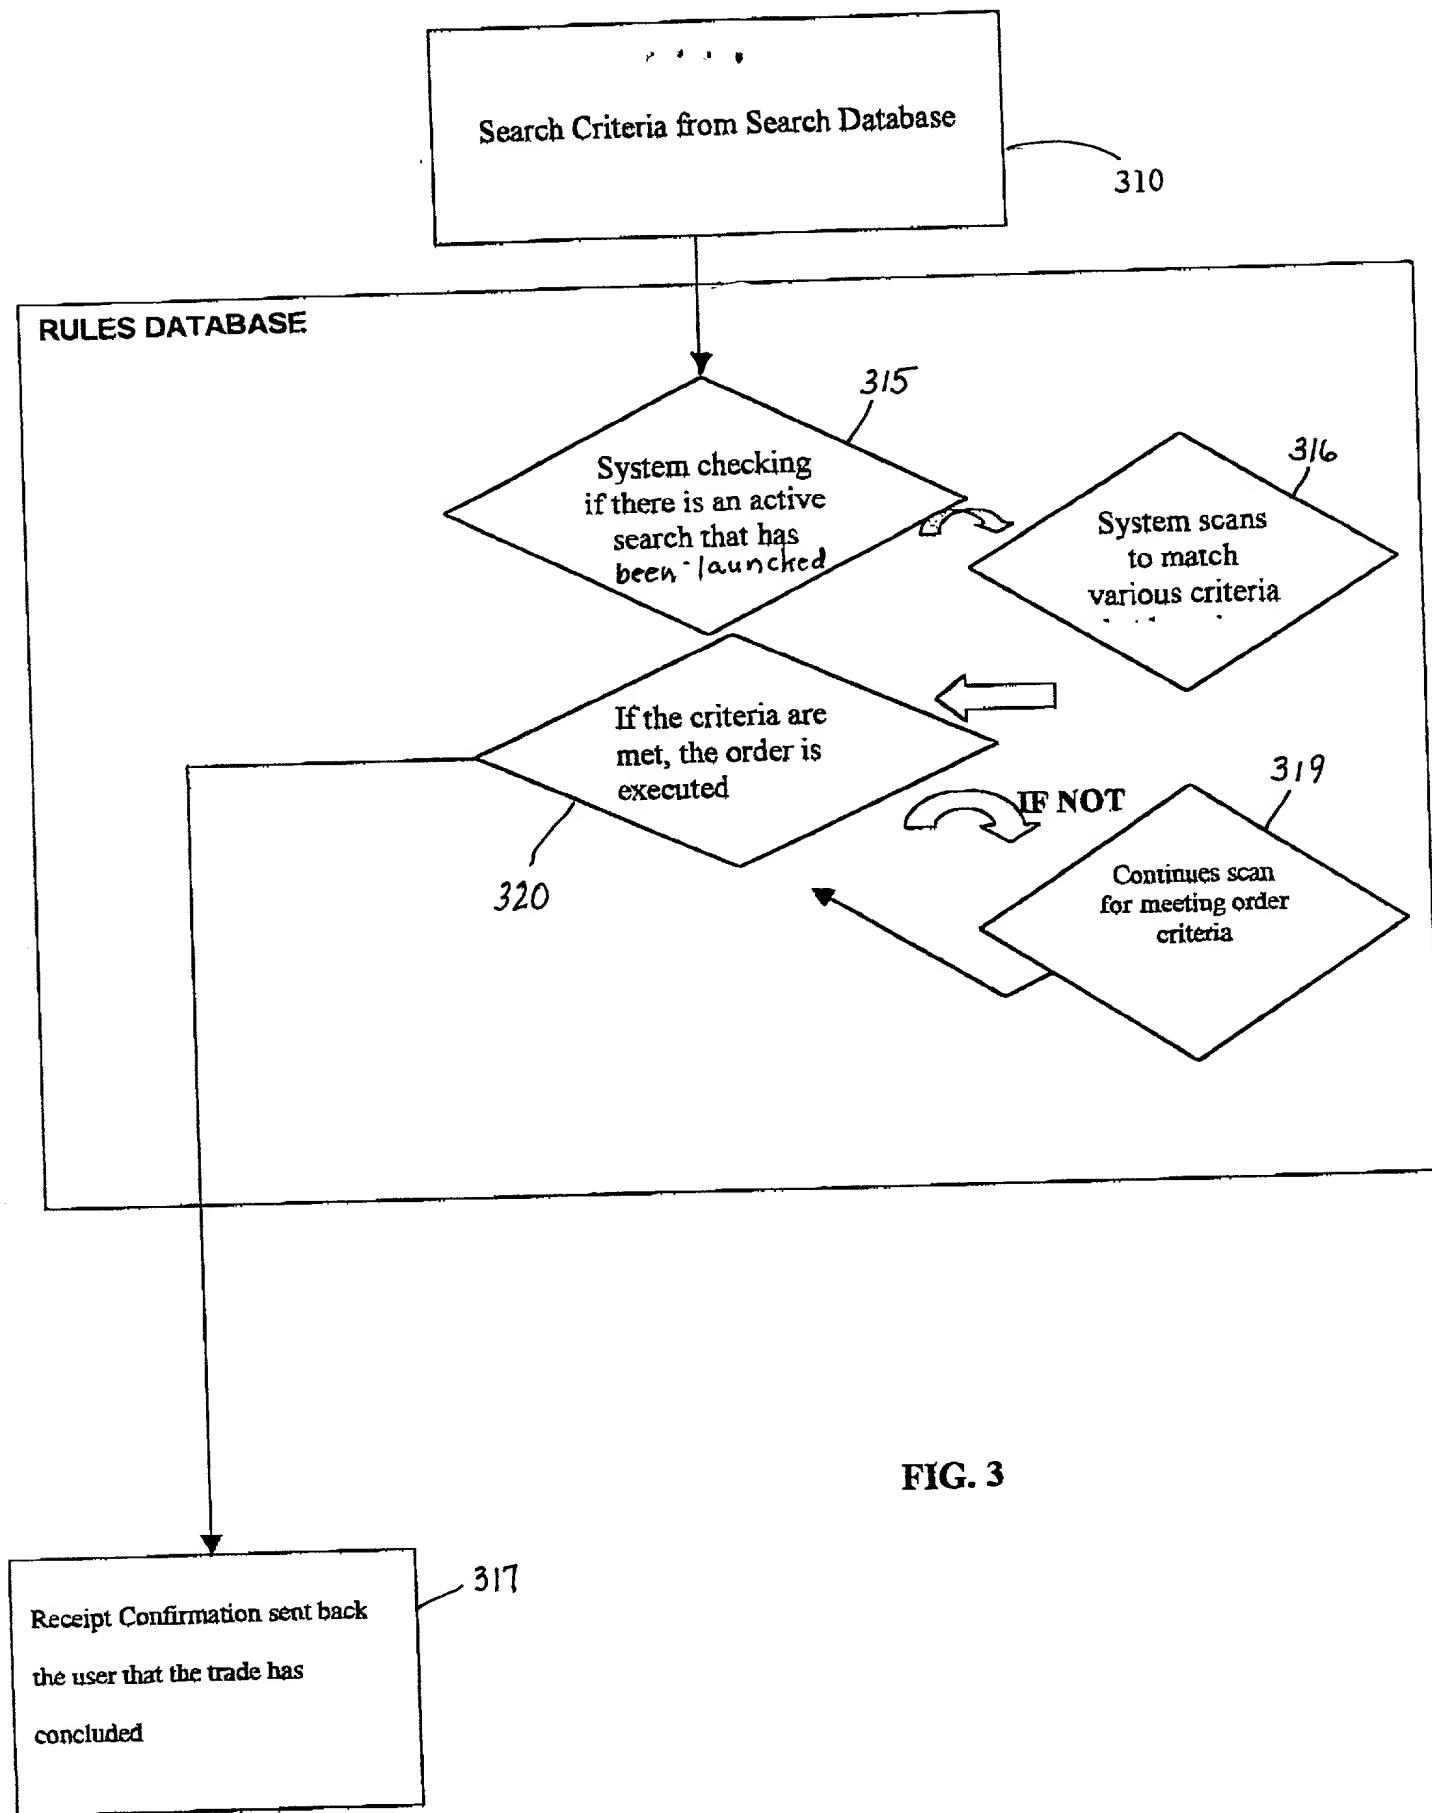 Search Criteria from Search Database
310
RULES DATABASE
315
System checking
if there is an active
search that has
been launched
316
System scans
to match
various criteria
If the criteria are
met, the order is
executed
320
IF NOT
319
Continues scan
for meeting order
criteria
FIG. 3
317
Receipt Confirmation sent back
the user that the trade has
concluded